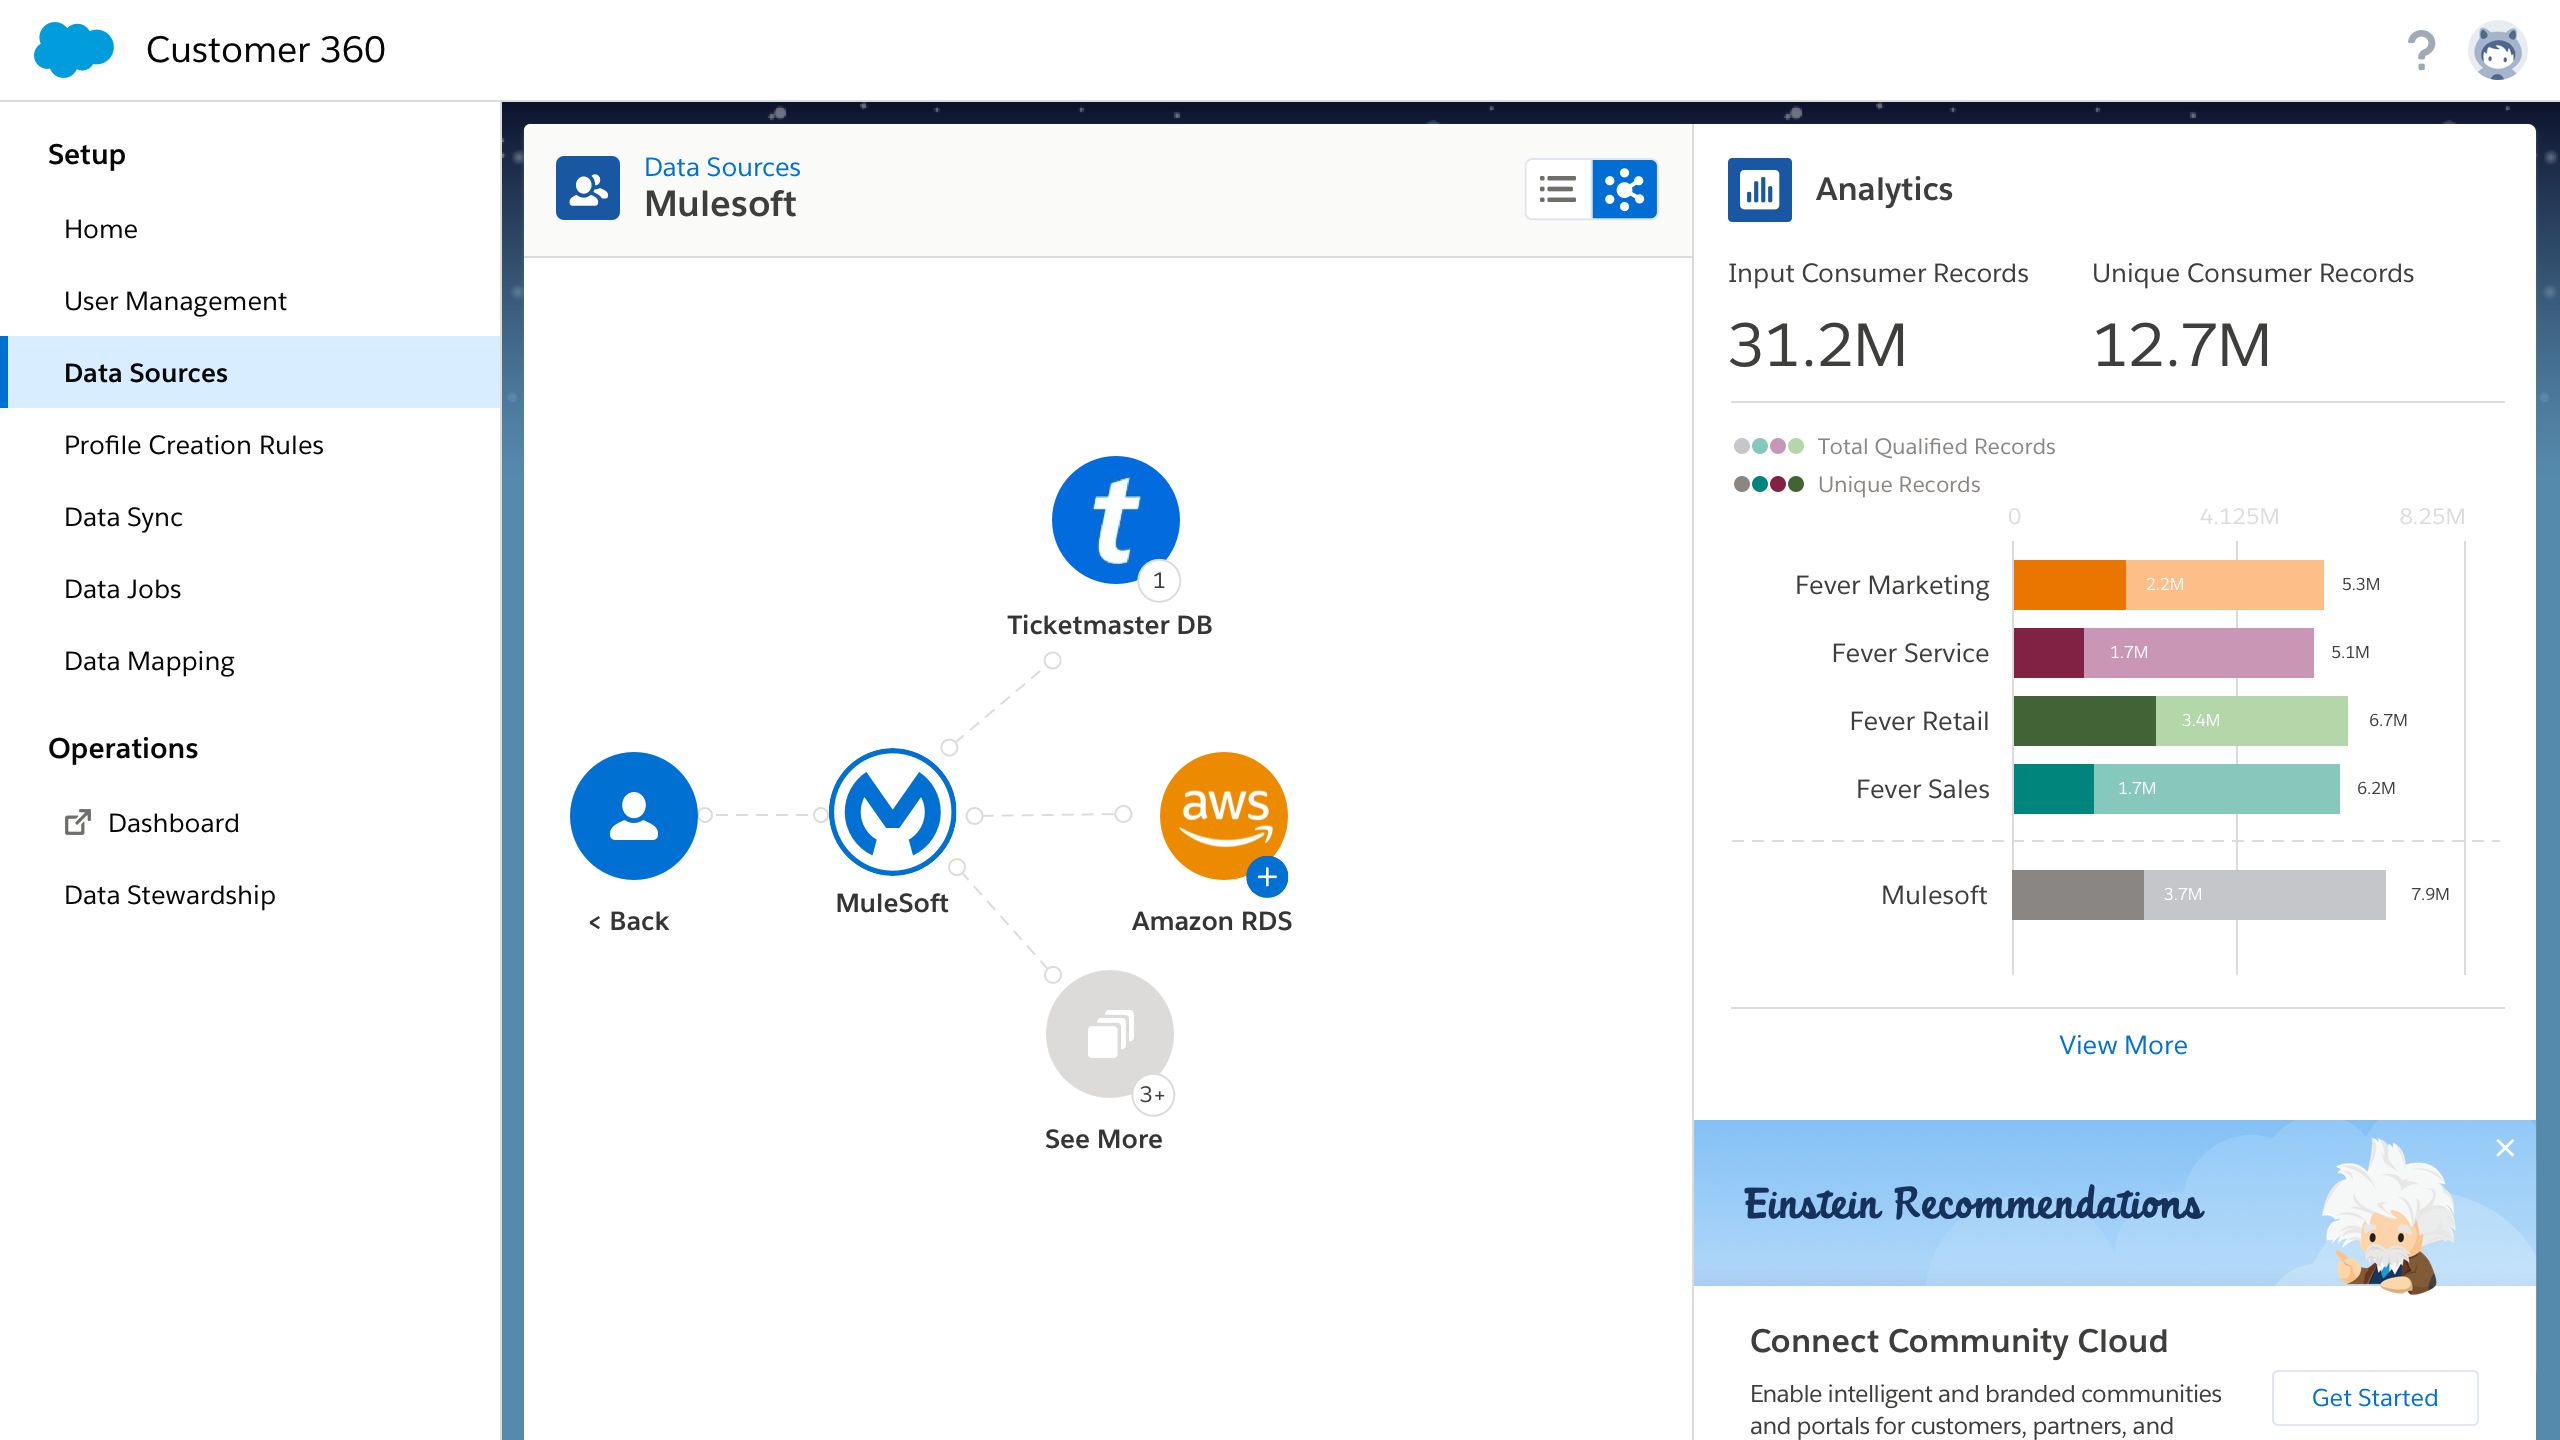 Customer 360
?
Setup
Home
User Management
Data Sources
Profile Creation Rules
Data Sync
Data Jobs
Data Mapping
Operations
Dashboard
Data Stewardship
Data Sources
Mulesoft
t
1
Ticketmaster DB
< Back
MuleSoft
aws
+
Amazon RDS
3+
See More
Analytics
Input Consumer Records
31.2M
Unique Consumer Records
12.7M
Total Qualified Records
Unique Records
0 4.125M 8.25M
Fever Marketing 2.2M 5.3M
Fever Service 1.7M 5.1M
Fever Retail 3.4M 6.7M
Fever Sales 1.7M 6.2M
Mulesoft 3.7M 7.9M
View More
Einstein Recommendations
Connect Community Cloud
Enable intelligent and branded communities
and portals for customers, partners, and
Get Started